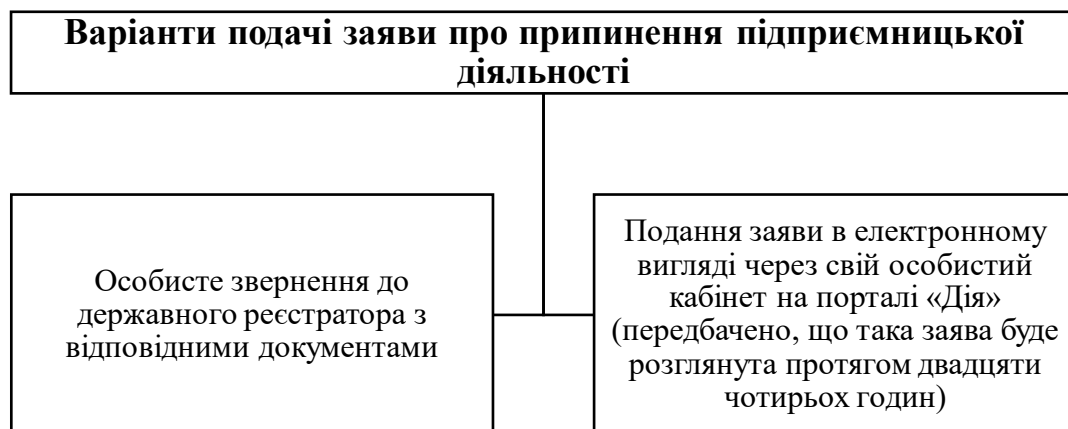 Варіанти подачі заяви про припинення підприємницької
діяльності
Особисте звернення до
державного реєстратора з
відповідними документами
Подання заяви в електронному
вигляді через свій особистий
кабінет на порталі «Дія»
(передбачено, що така заява буде
розглянута протягом двадцяти
чотирьох годин)